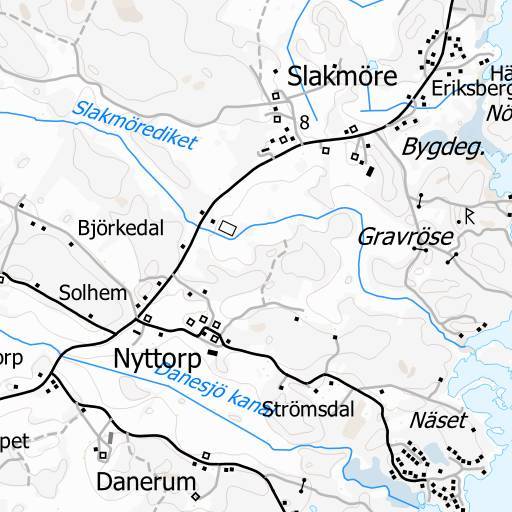 Slakmöre
Hä
Eriksberg
Nö
8
Slakmörediket
Bygdeg.
R
Björkedal
Gravröse
Solhem
Nyttorp
orp
Danesjö kana
Strömsdal
Näset
pet
Danerum